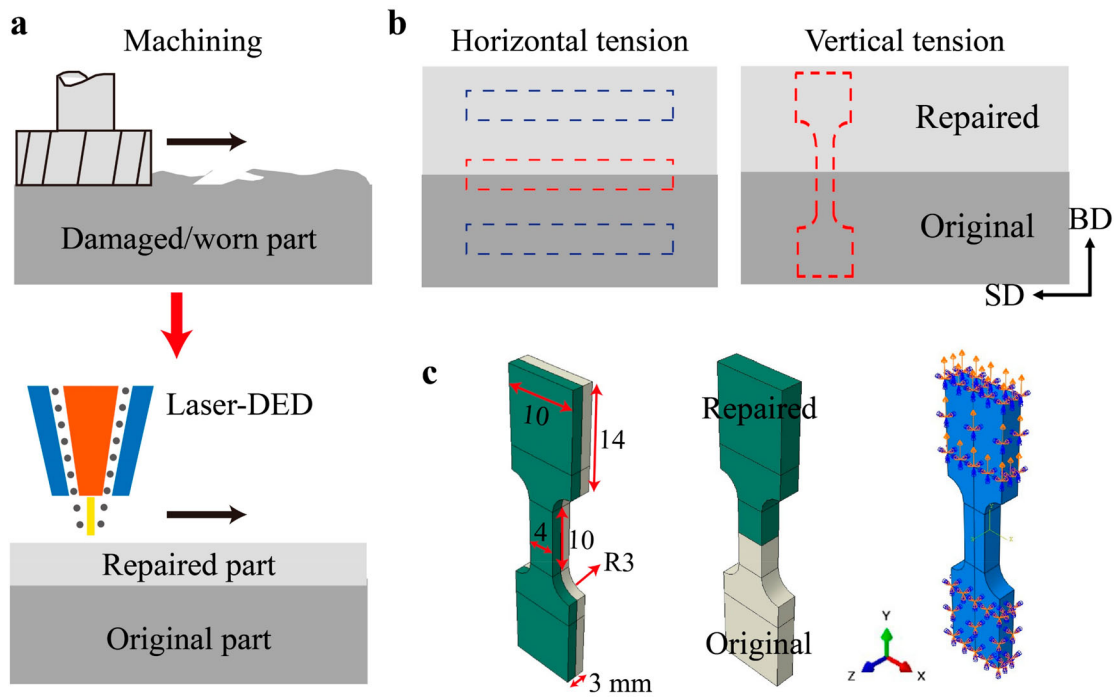 a
Machining
Damaged/worn part
Laser-DED
Repaired part
Original part
b
Horizontal tension
Vertical tension
Repaired
Original
BD
SD
c
10
14
4
10
R3
3 mm
Repaired
Original
Y
Z
X